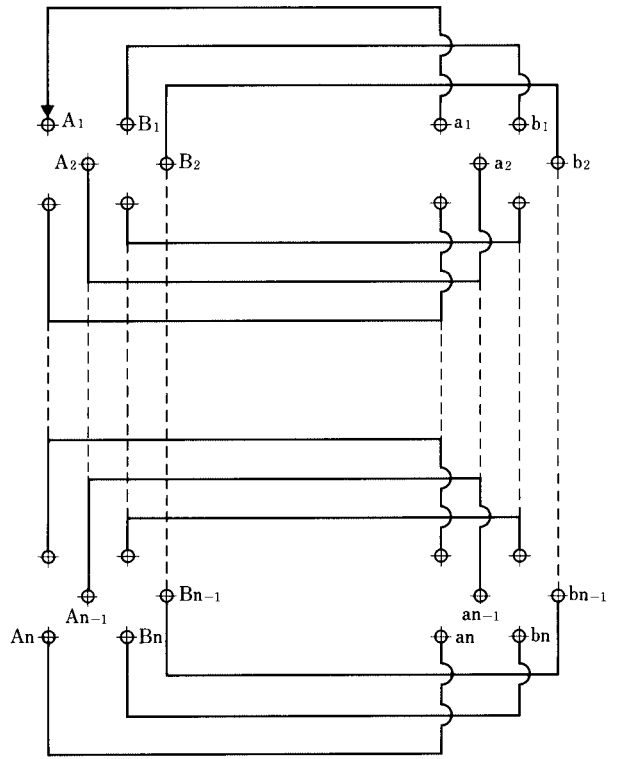 A₁ B₁ a₁ b₁
A₂ B₂ a₂ b₂
An₋₁ Bn₋₁ an₋₁ bn₋₁
An Bn an bn